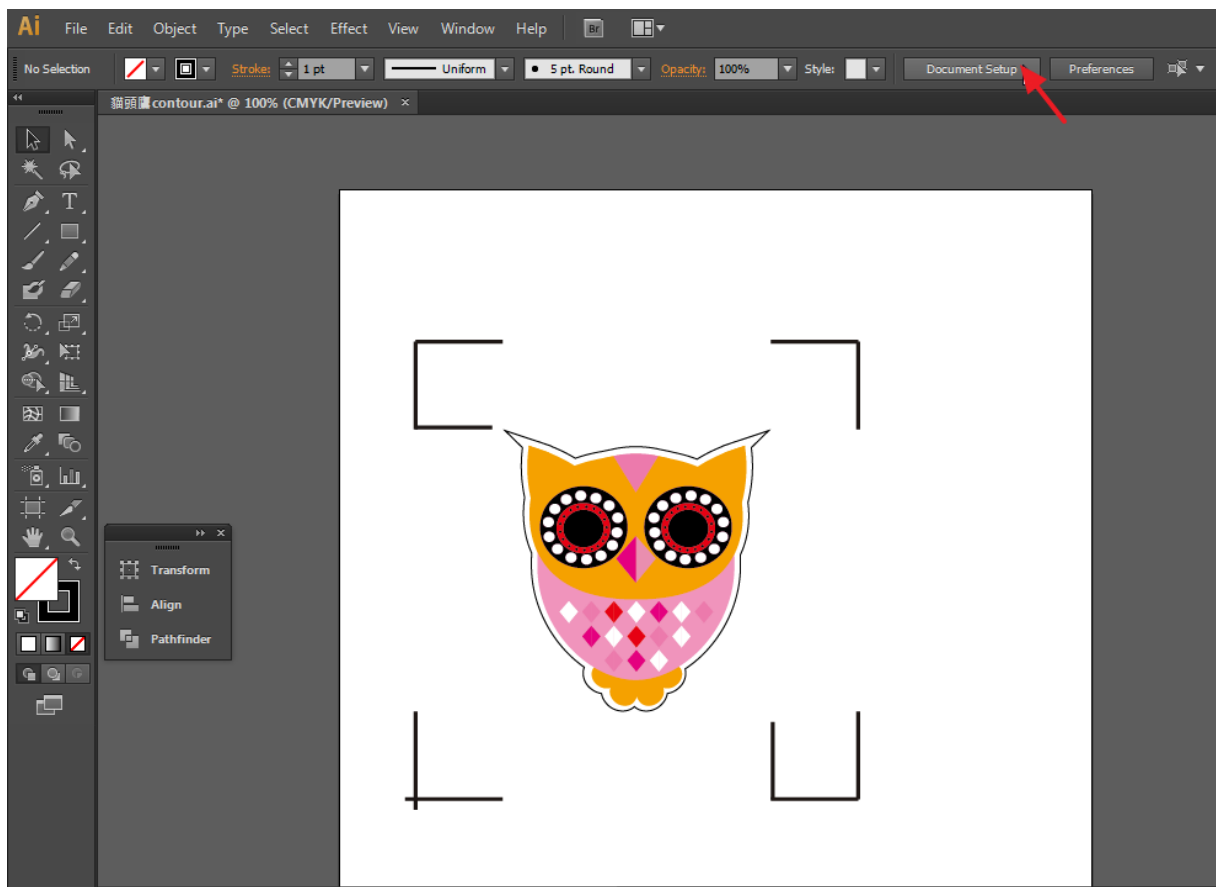 Ai File Edit Object Type Select Effect View Window Help Br
No Selection Stroke: 1 pt Uniform 5 pt. Round Opacity: 100% Style: Document Setup Preferences
貓頭鷹contour.ai* @ 100% (CMYK/Preview) ×
T
Transform
Align
Pathfinder